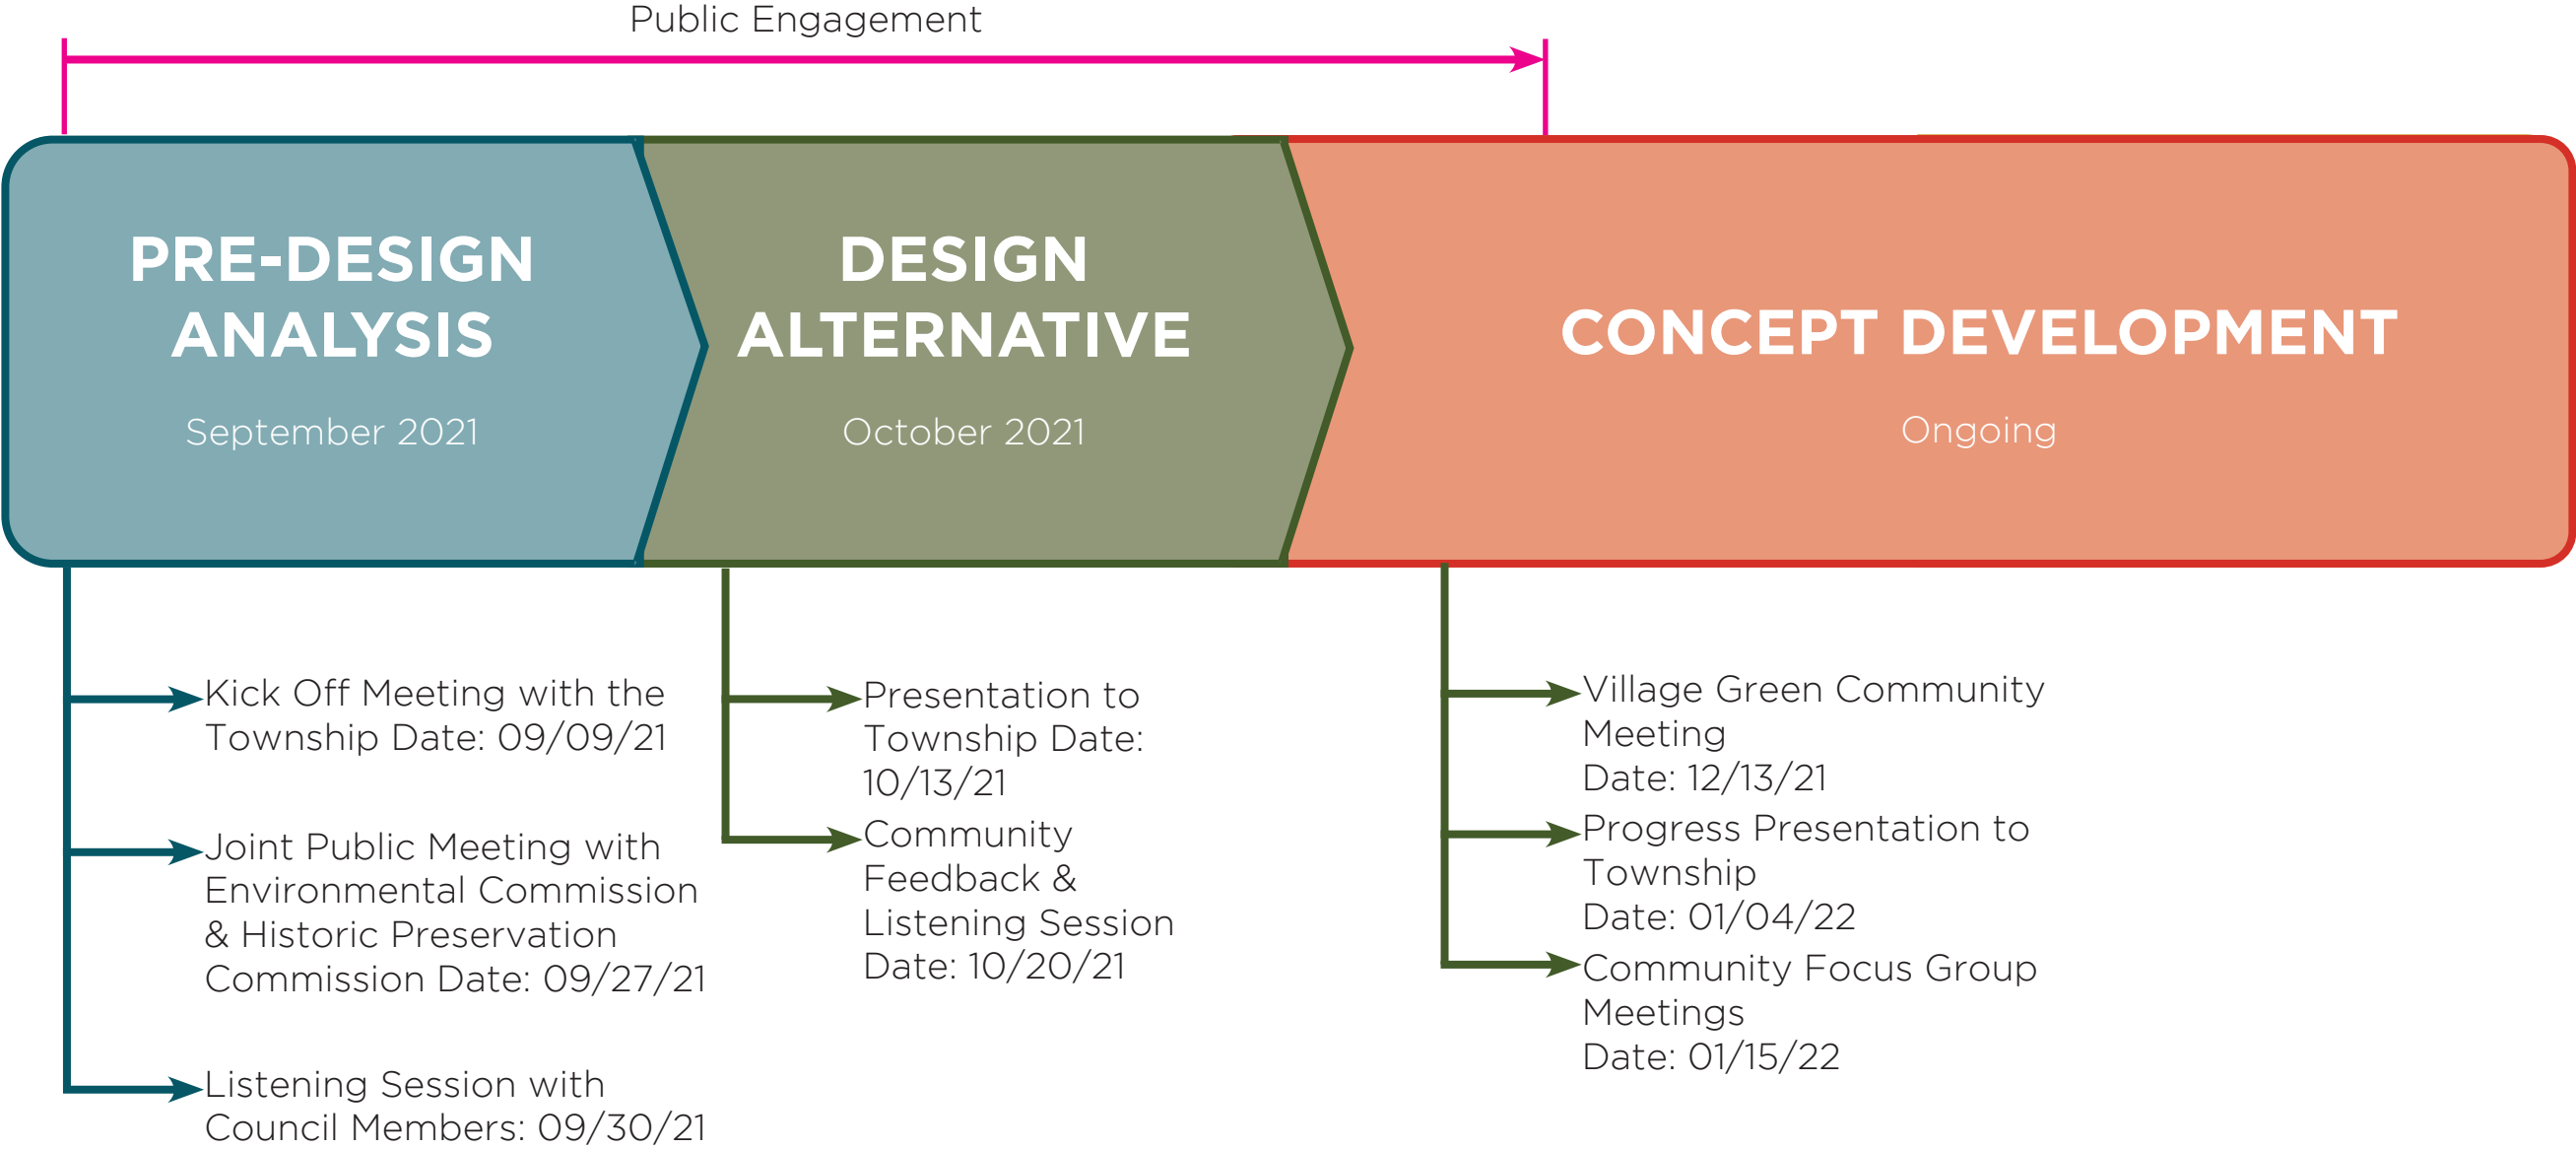 Public Engagement
PRE-DESIGN
ANALYSIS
September 2021
DESIGN
ALTERNATIVE
October 2021
CONCEPT DEVELOPMENT
Ongoing
Kick Off Meeting with the
Township Date: 09/09/21
Joint Public Meeting with
Environmental Commission
& Historic Preservation
Commission Date: 09/27/21
Listening Session with
Council Members: 09/30/21
Presentation to
Township Date:
10/13/21
Community
Feedback &
Listening Session
Date: 10/20/21
Village Green Community
Meeting
Date: 12/13/21
Progress Presentation to
Township
Date: 01/04/22
Community Focus Group
Meetings
Date: 01/15/22